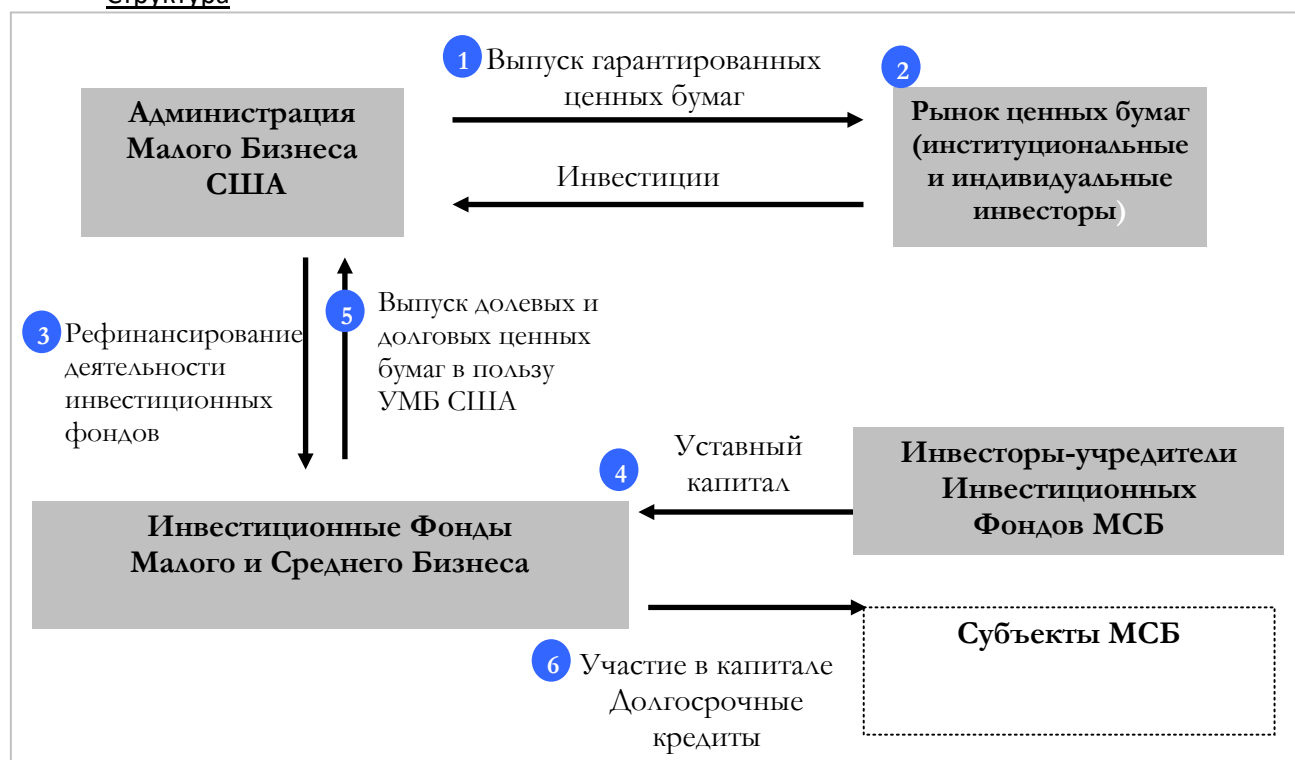 Структура
1 Выпуск гарантированных
ценных бумаг
2
Администрация
Малого Бизнеса
США
Рынок ценных бумаг
(институциональные
и индивидуальные
инвесторы)
Инвестиции
3 Рефинансирование
деятельности
инвестиционных
фондов
5
Выпуск долевых и
долговых ценных
бумаг в пользу
УМБ США
4
Уставный
капитал
Инвесторы-учредители
Инвестиционных
Фондов МСБ
Инвестиционные Фонды
Малого и Среднего Бизнеса
Субъекты МСБ
6 Участие в капитале
Долгосрочные
кредиты